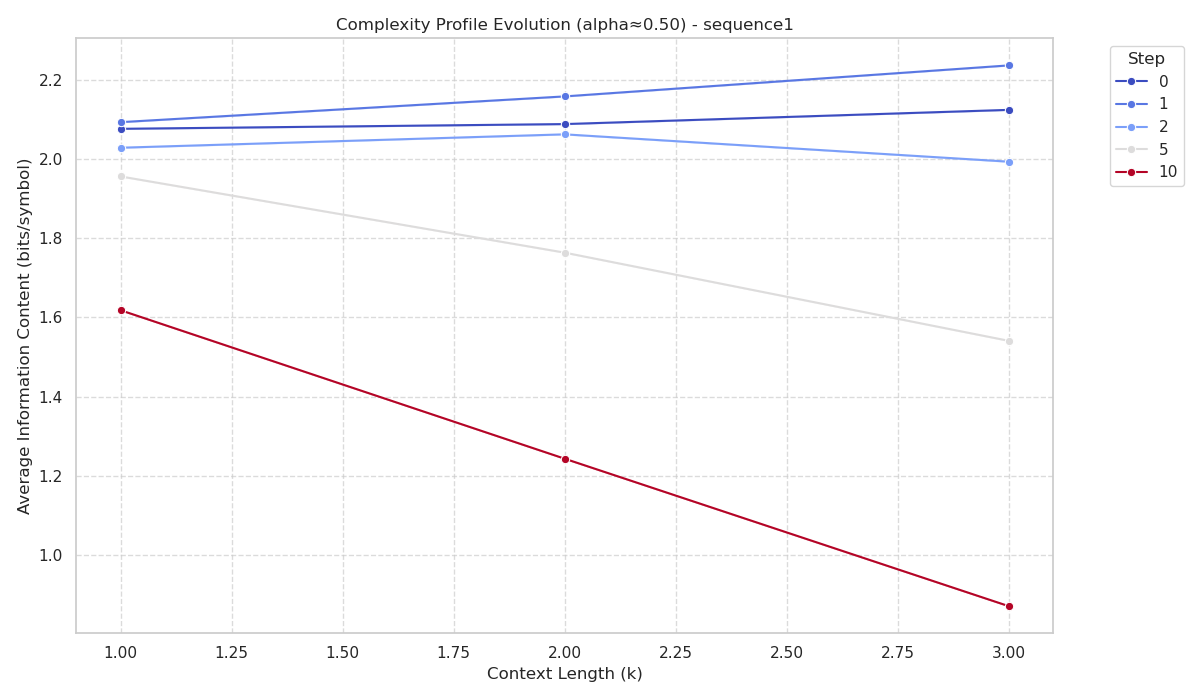 Complexity Profile Evolution (alpha≈0.50) - sequence1
Step
0
1
2
5
10
Average Information Content (bits/symbol)
2.2
2.0
1.8
1.6
1.4
1.2
1.0
1.00 1.25 1.50 1.75 2.00 2.25 2.50 2.75 3.00
Context Length (k)